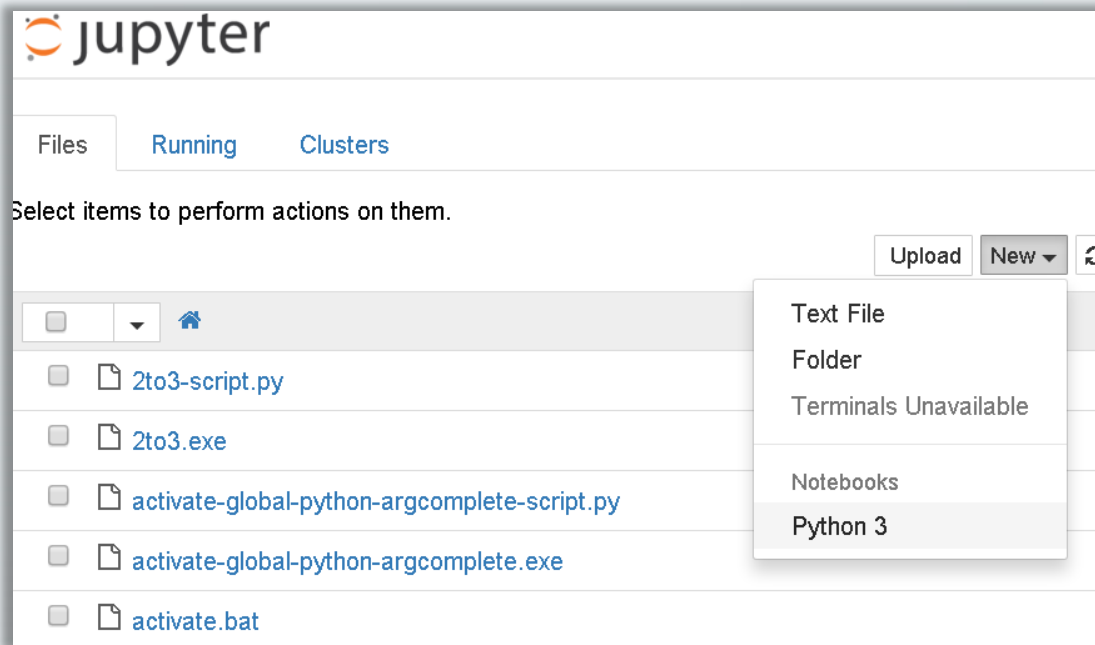 jupyter
Files Running Clusters
Select items to perform actions on them.
Upload New
Text File
Folder
Terminals Unavailable
Notebooks
Python 3
2to3-script.py
2to3.exe
activate-global-python-argcomplete-script.py
activate-global-python-argcomplete.exe
activate.bat